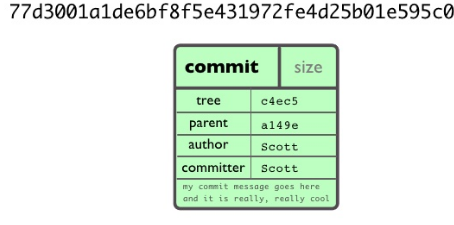 77d3001a1de6bf8f5e431972fe4d25b01e595c0
commit size
tree c4ec5
parent a149e
author Scott
committer Scott
my commit message goes here
and it is really, really cool